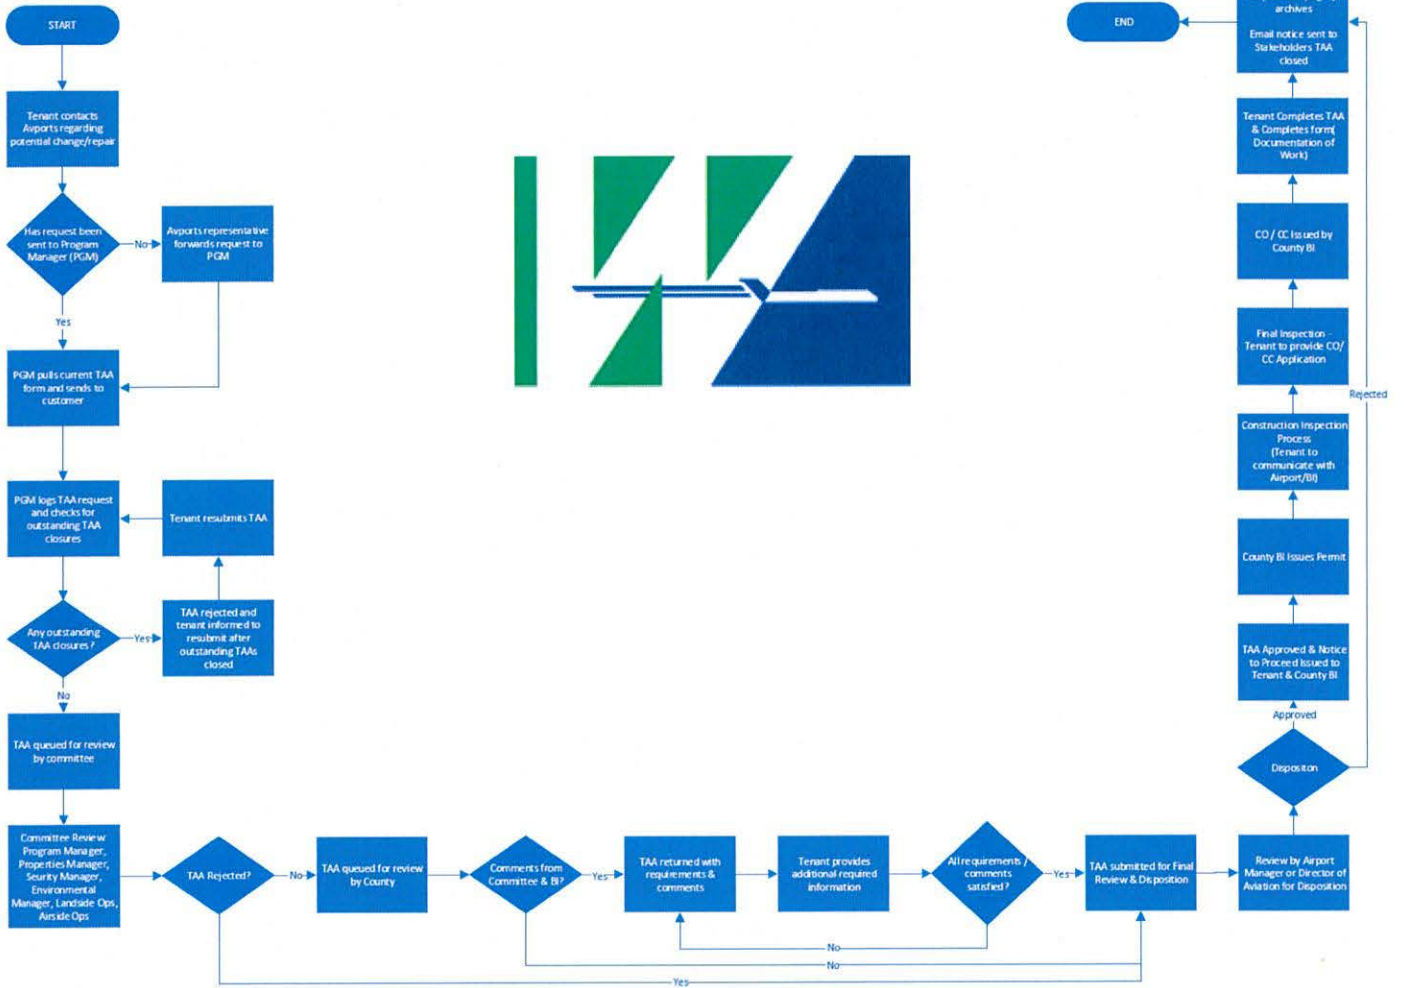 START
Tenant contacts
Avports regarding
potential change/repair
Has request been
sent to Program
Manager (PGM)
No
Avports representative
forwards request to
PGM
Yes
PGM pulls current TAA
form and sends to
customer
PGM logs TAA request
and checks for
outstanding TAA
closures
Tenant resubmits TAA
Any outstanding
TAA closures?
Yes
TAA rejected and
tenant informed to
resubmit after
outstanding TAAs
closed
No
TAA queued for review
by committee
Committee Review
Program Manager,
Properties Manager,
Seurity Manager,
Environmental
Manager, Landside Ops,
Airside Ops
TAA Rejected?
No
TAA queued for review
by County
Comments from
Committee & BI?
Yes
TAA returned with
requirements &
comments
Tenant provides
additional required
information
All requirements /
comments
satisfied?
Yes
TAA submitted for Final
Review & Disposition
Review by Airport
Manager or Director of
Aviation for Disposition
No
No
Yes
Dispositon
Approved
Rejected
TAA Approved & Notice
to Proceed Issued to
Tenant & County BI
County BI Issues Permit
Construction Inspection
Process
(Tenant to
communicate with
Airport/BI)
Final Inspection -
Tenant to provide CO/
CC Application
CO / CC Issued by
County BI
Tenant Completes TAA
& Completes form(
Documentation of
Work)
archives
Email notice sent to
Stakeholders TAA
closed
END